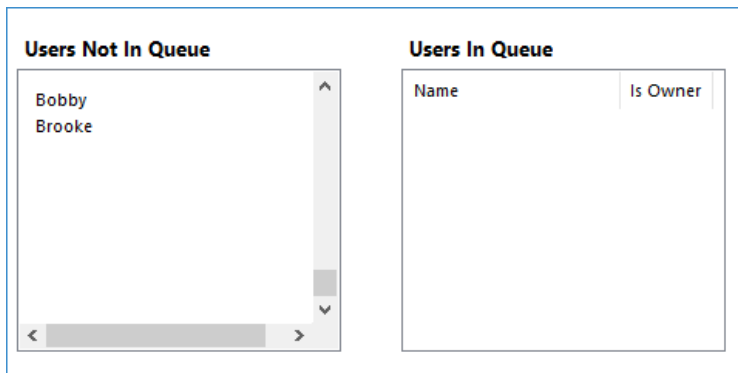 Users Not In Queue
Bobby
Brooke
Users In Queue
Name Is Owner